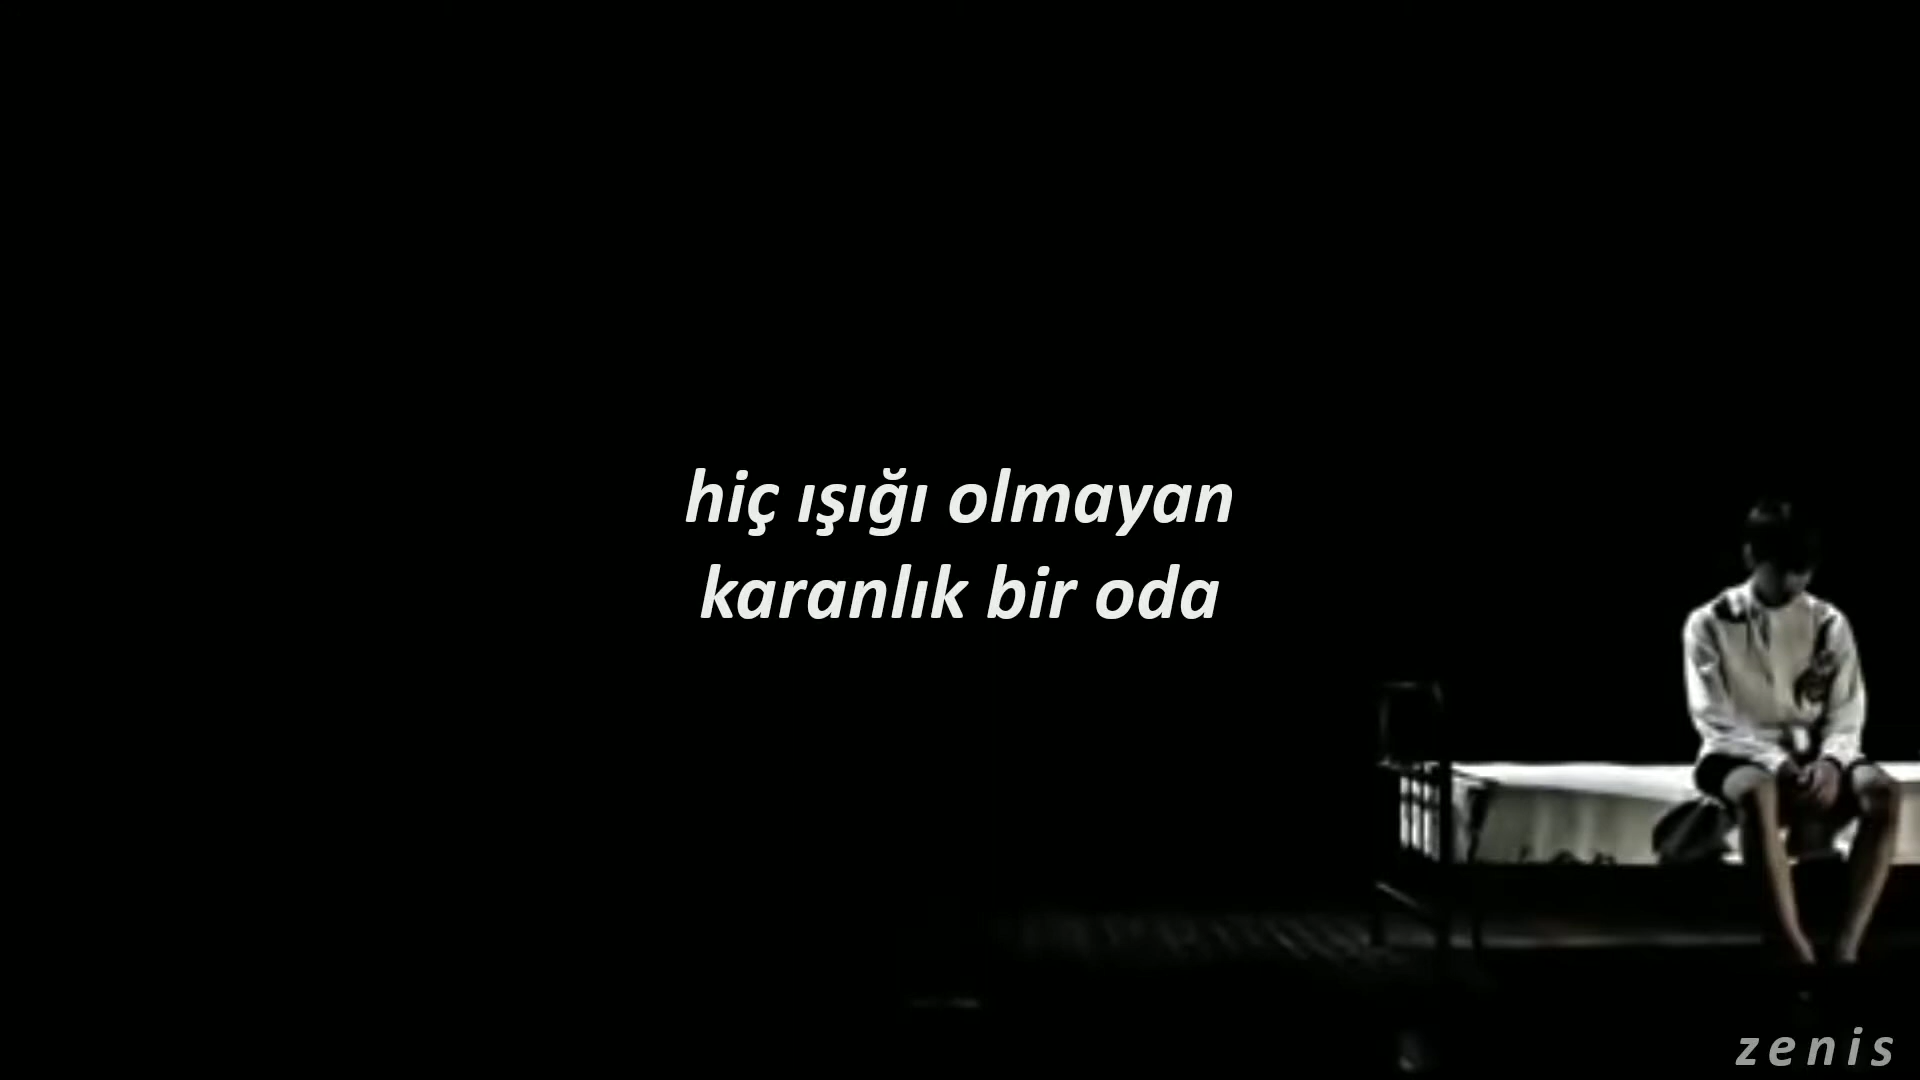 hiç ışığı olmayan
karanlık bir oda
zenis